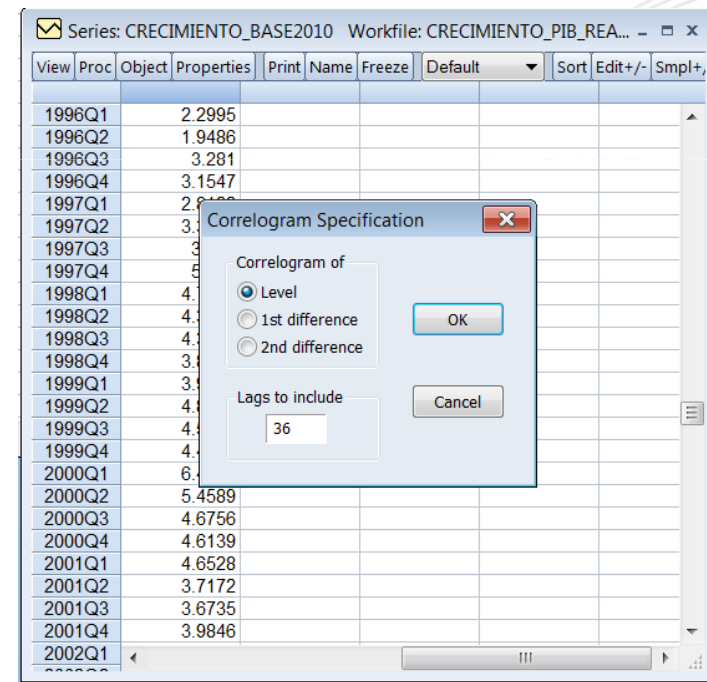 Series: CRECIMIENTO_BASE2010 Workfile: CRECIMIENTO_PIB_REA...
View Proc Object Properties Print Name Freeze Default Sort Edit+/- Smpl+/
1996Q1 2.2995
1996Q2 1.9486
1996Q3 3.281
1996Q4 3.1547
1997Q1
1997Q2
1997Q3
1997Q4
1998Q1
1998Q2
1998Q3
1998Q4
1999Q1
1999Q2
1999Q3
1999Q4
2000Q1
2000Q2 5.4589
2000Q3 4.6756
2000Q4 4.6139
2001Q1 4.6528
2001Q2 3.7172
2001Q3 3.6735
2001Q4 3.9846
2002Q1
Correlogram Specification
Correlogram of
Level
1st difference
2nd difference
Lags to include
36
OK
Cancel